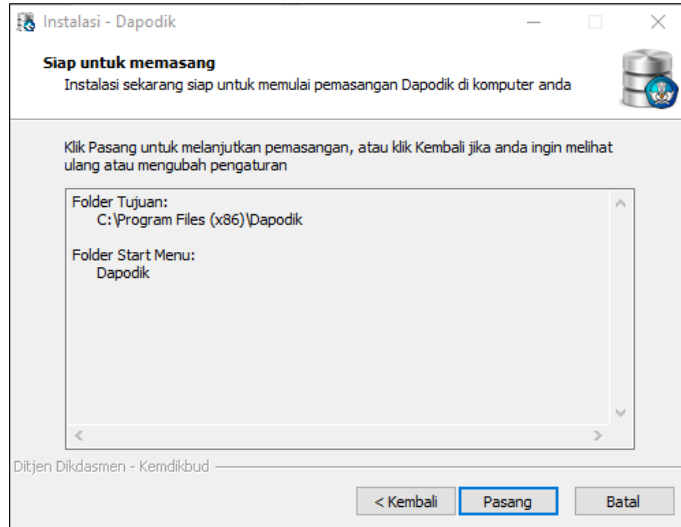 Instalasi - Dapodik
Siap untuk memasang
Instalasi sekarang siap untuk memulai pemasangan Dapodik di komputer anda
Klik Pasang untuk melanjutkan pemasangan, atau klik Kembali jika anda ingin melihat
ulang atau mengubah pengaturan
Folder Tujuan:
C:\Program Files (x86)\Dapodik
Folder Start Menu:
Dapodik
Ditjen Dikdasmen - Kemdikbud
< Kembali
Pasang
Batal